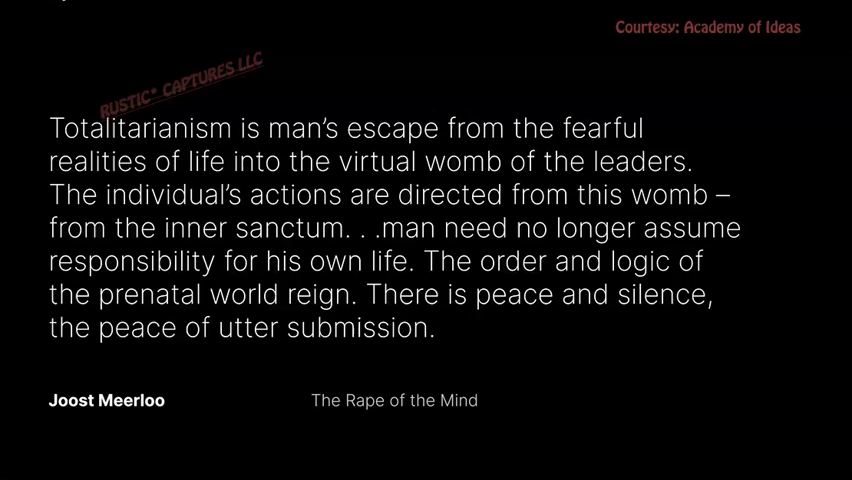 Courtesy: Academy of Ideas
RUSTIC* CAPTURES LLC
Totalitarianism is man’s escape from the fearful
realities of life into the virtual womb of the leaders.
The individual’s actions are directed from this womb –
from the inner sanctum. . .man need no longer assume
responsibility for his own life. The order and logic of
the prenatal world reign. There is peace and silence,
the peace of utter submission.
Joost Meerloo
The Rape of the Mind